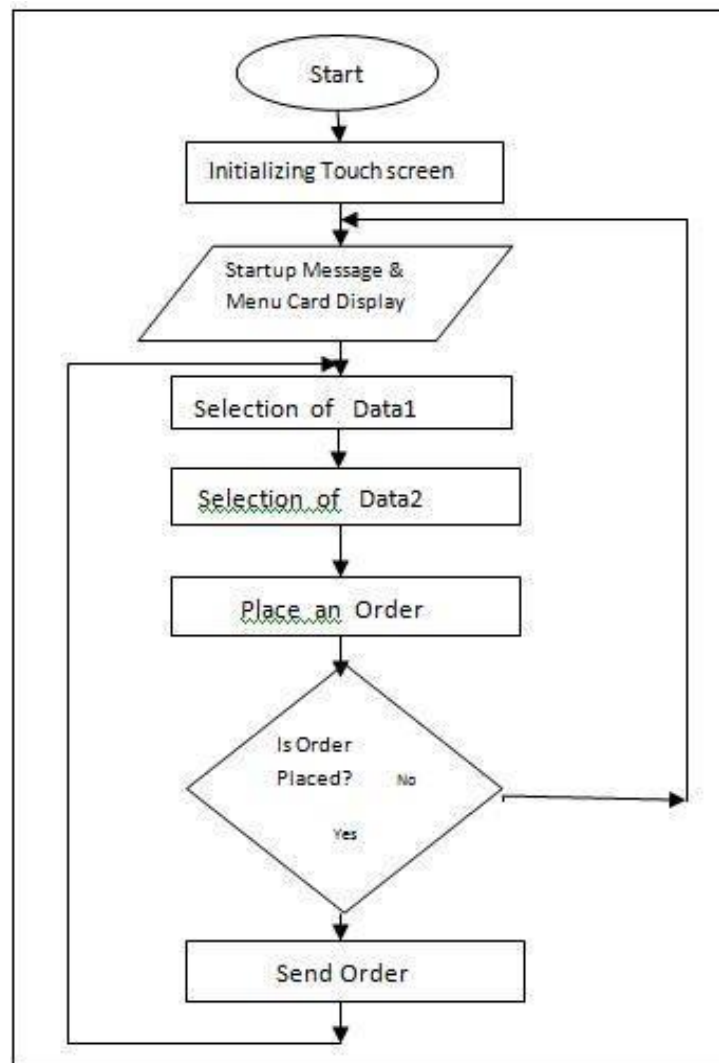 Start
Initializing Touch screen
Startup Message &
Menu Card Display
Selection of Data1
Selection of Data2
Place an Order
Is Order
Placed?
No
Yes
Send Order